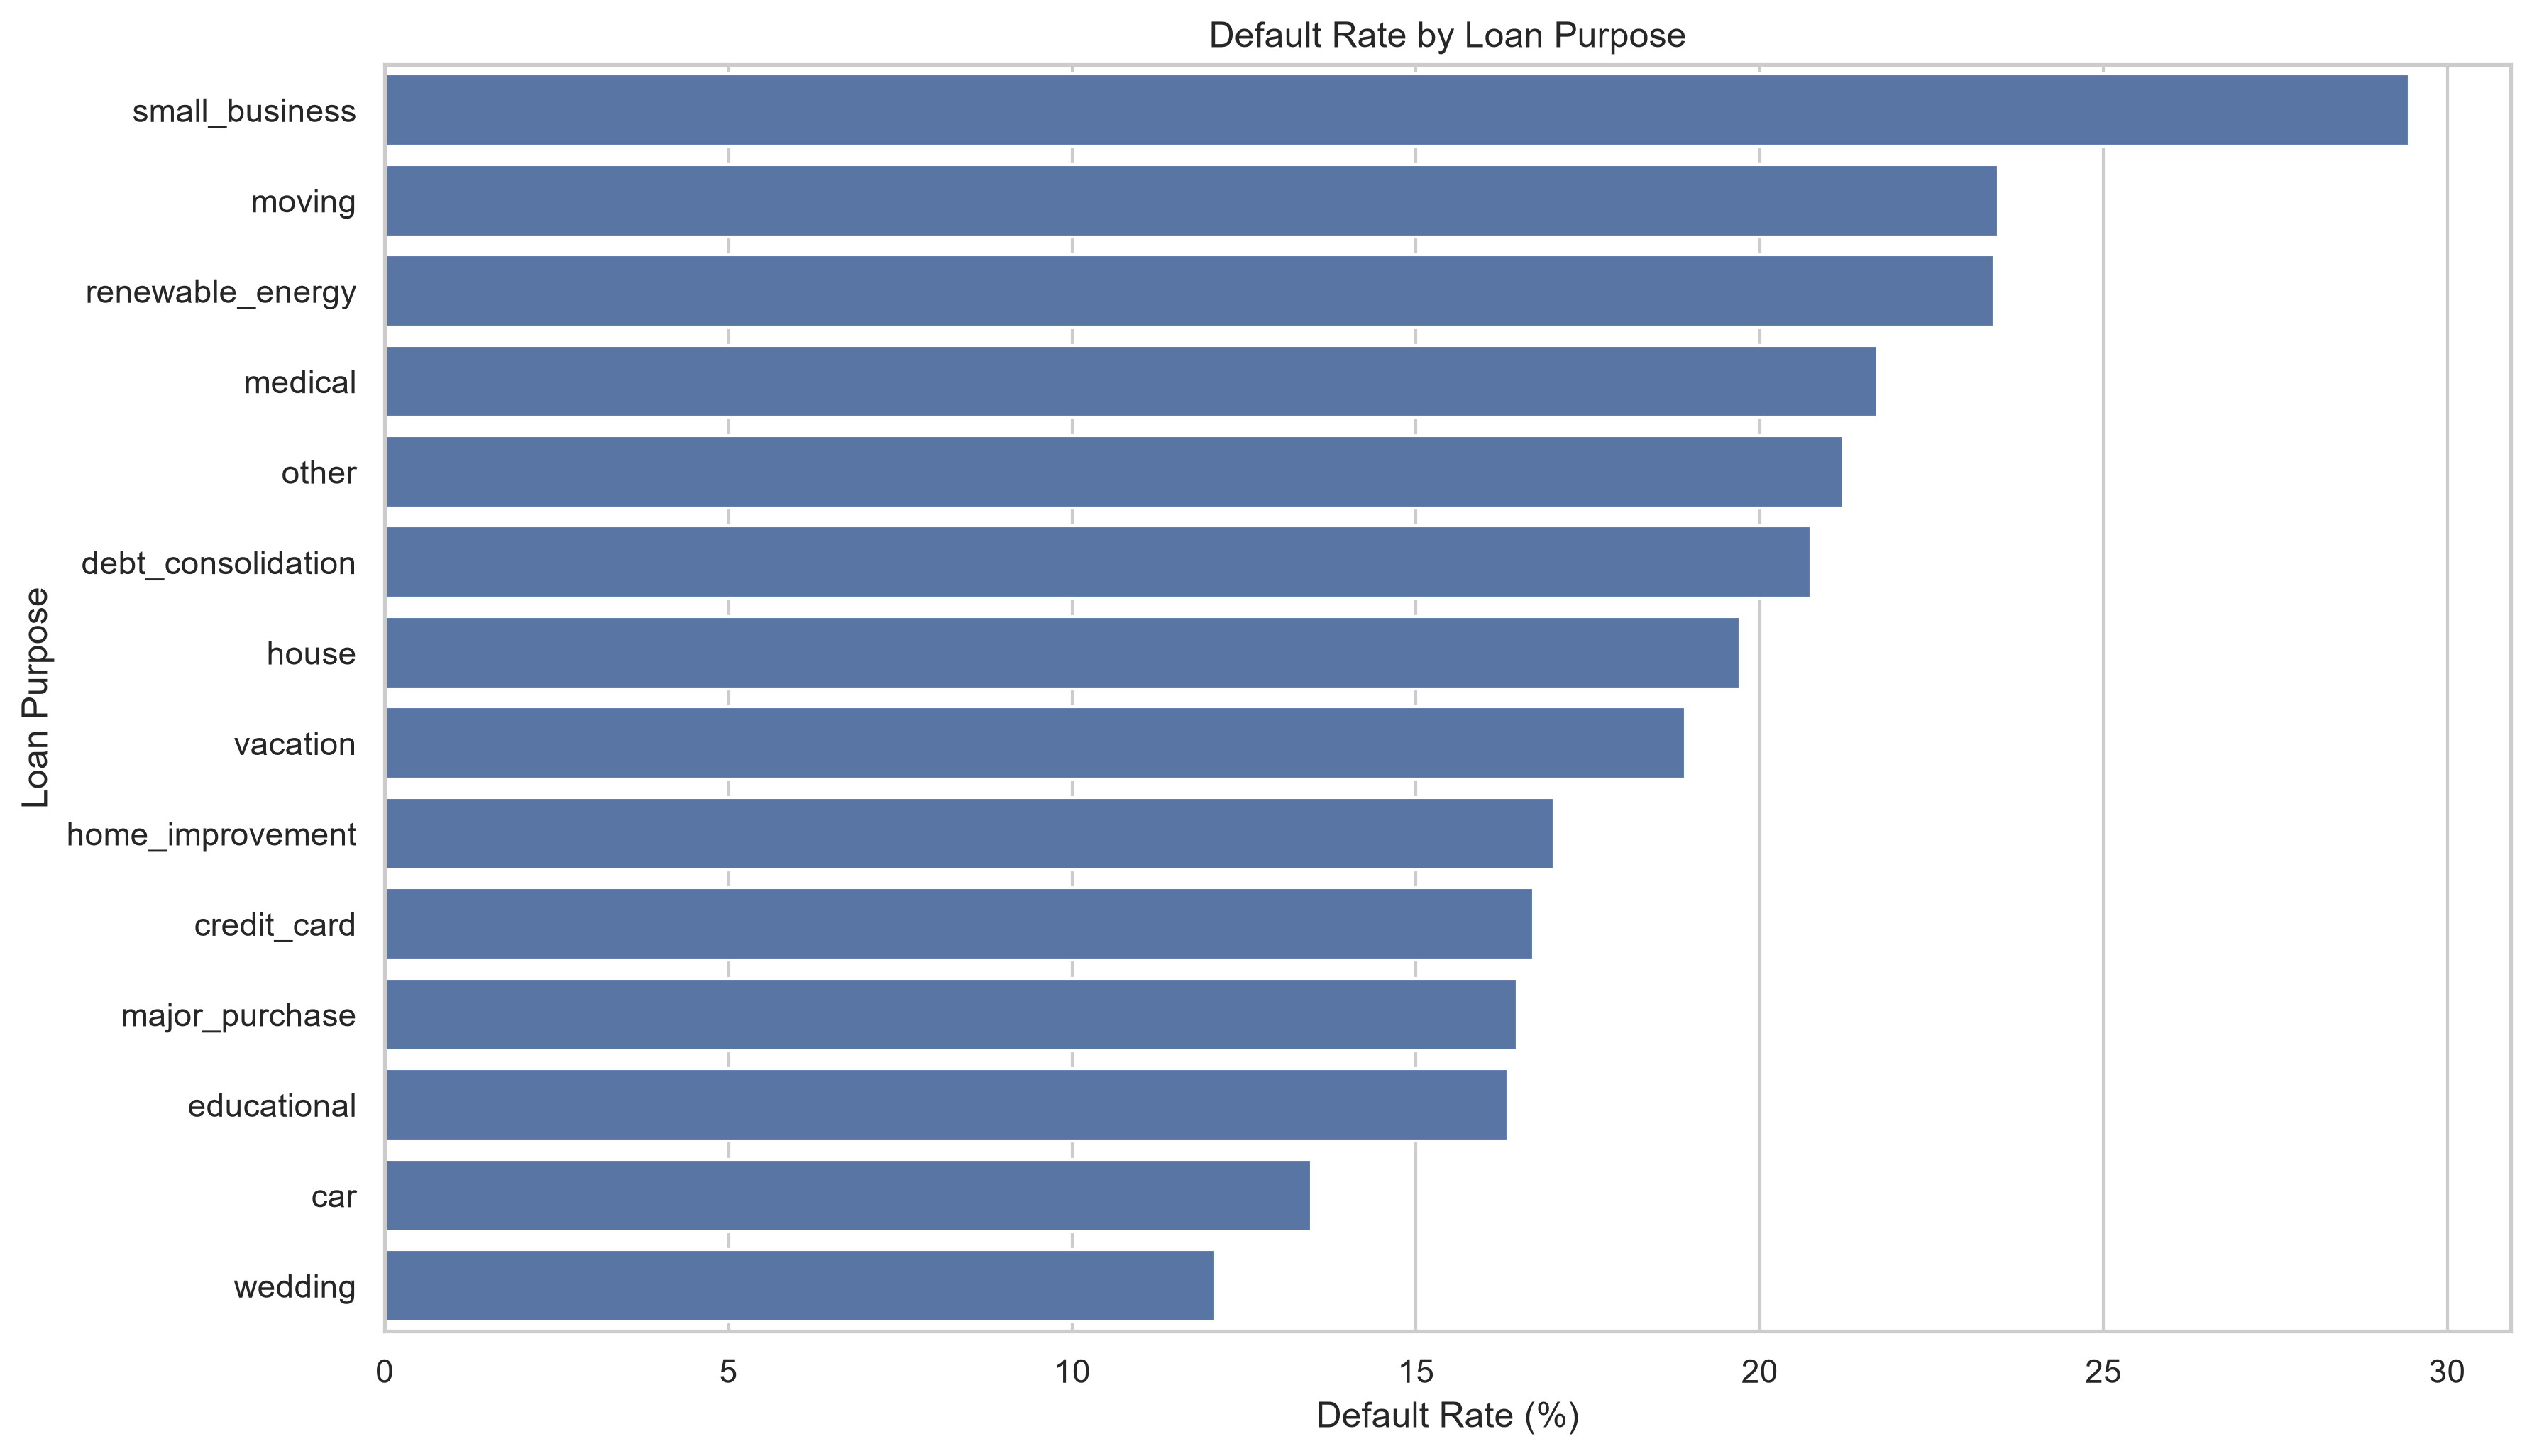 Default Rate by Loan Purpose
Loan Purpose
small_business
moving
renewable_energy
medical
other
debt_consolidation
house
vacation
home_improvement
credit_card
major_purchase
educational
car
wedding
0 5 10 15 20 25 30
Default Rate (%)